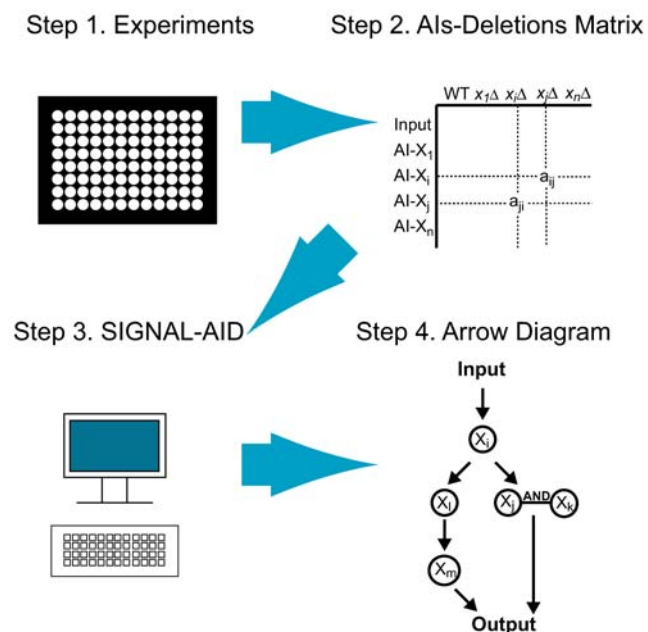 Step 1. Experiments
Step 2. AIs-Deletions Matrix
WT x₁Δ xᵢΔ xⱼΔ xₙΔ
Input
AI-X₁
AI-Xᵢ
aᵢⱼ
AI-Xⱼ
aⱼᵢ
AI-Xₙ
Step 3. SIGNAL-AID
Step 4. Arrow Diagram
Input
Xᵢ
Xₗ
Xⱼ AND Xₖ
Xₘ
Output